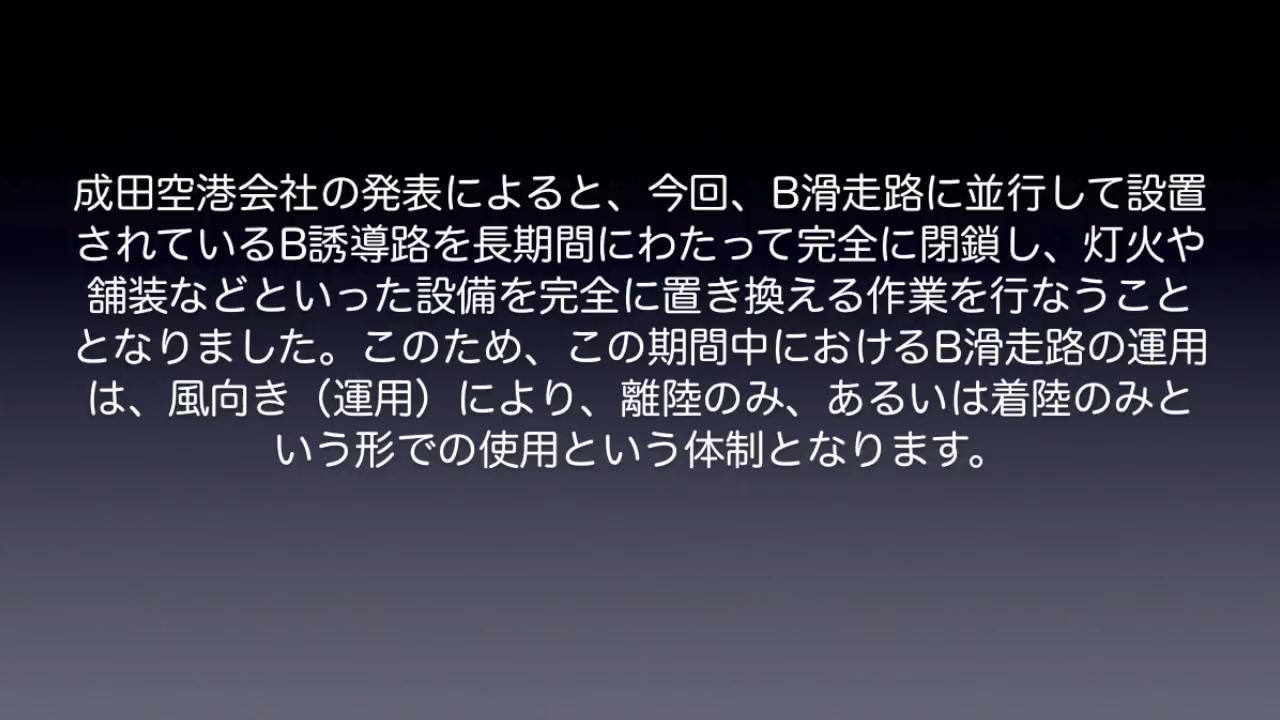 成田空港会社の発表によると、今回、B滑走路に並行して設置
されているB誘導路を長期間にわたって完全に閉鎖し、灯火や
舗装などといった設備を完全に置き換える作業を行なうこと
となりました。このため、この期間中におけるB滑走路の運用
は、風向き（運用）により、離陸のみ、あるいは着陸のみと
いう形での使用という体制となります。